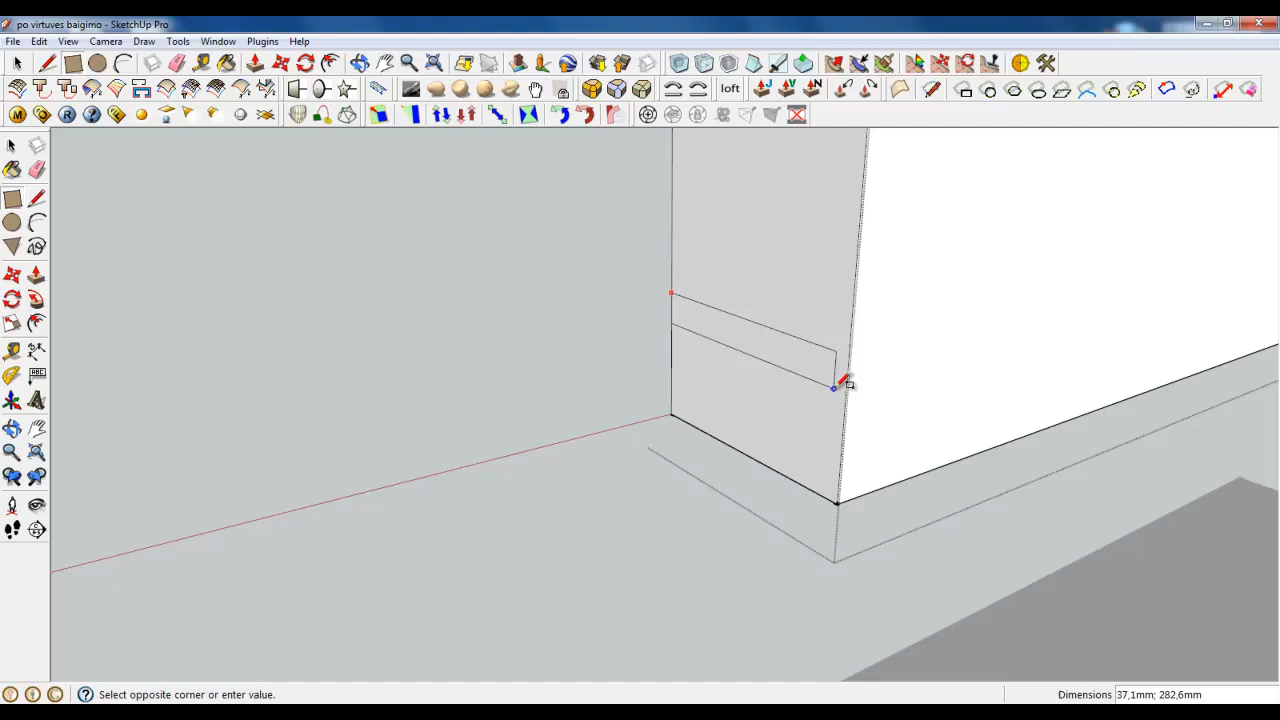 po virtuves baigimo - SketchUp Pro
File Edit View Camera Draw Tools Window Plugins Help
loft
M Q R ? E
ABC
Select opposite corner or enter value.
Dimensions 37,1mm; 282,6mm